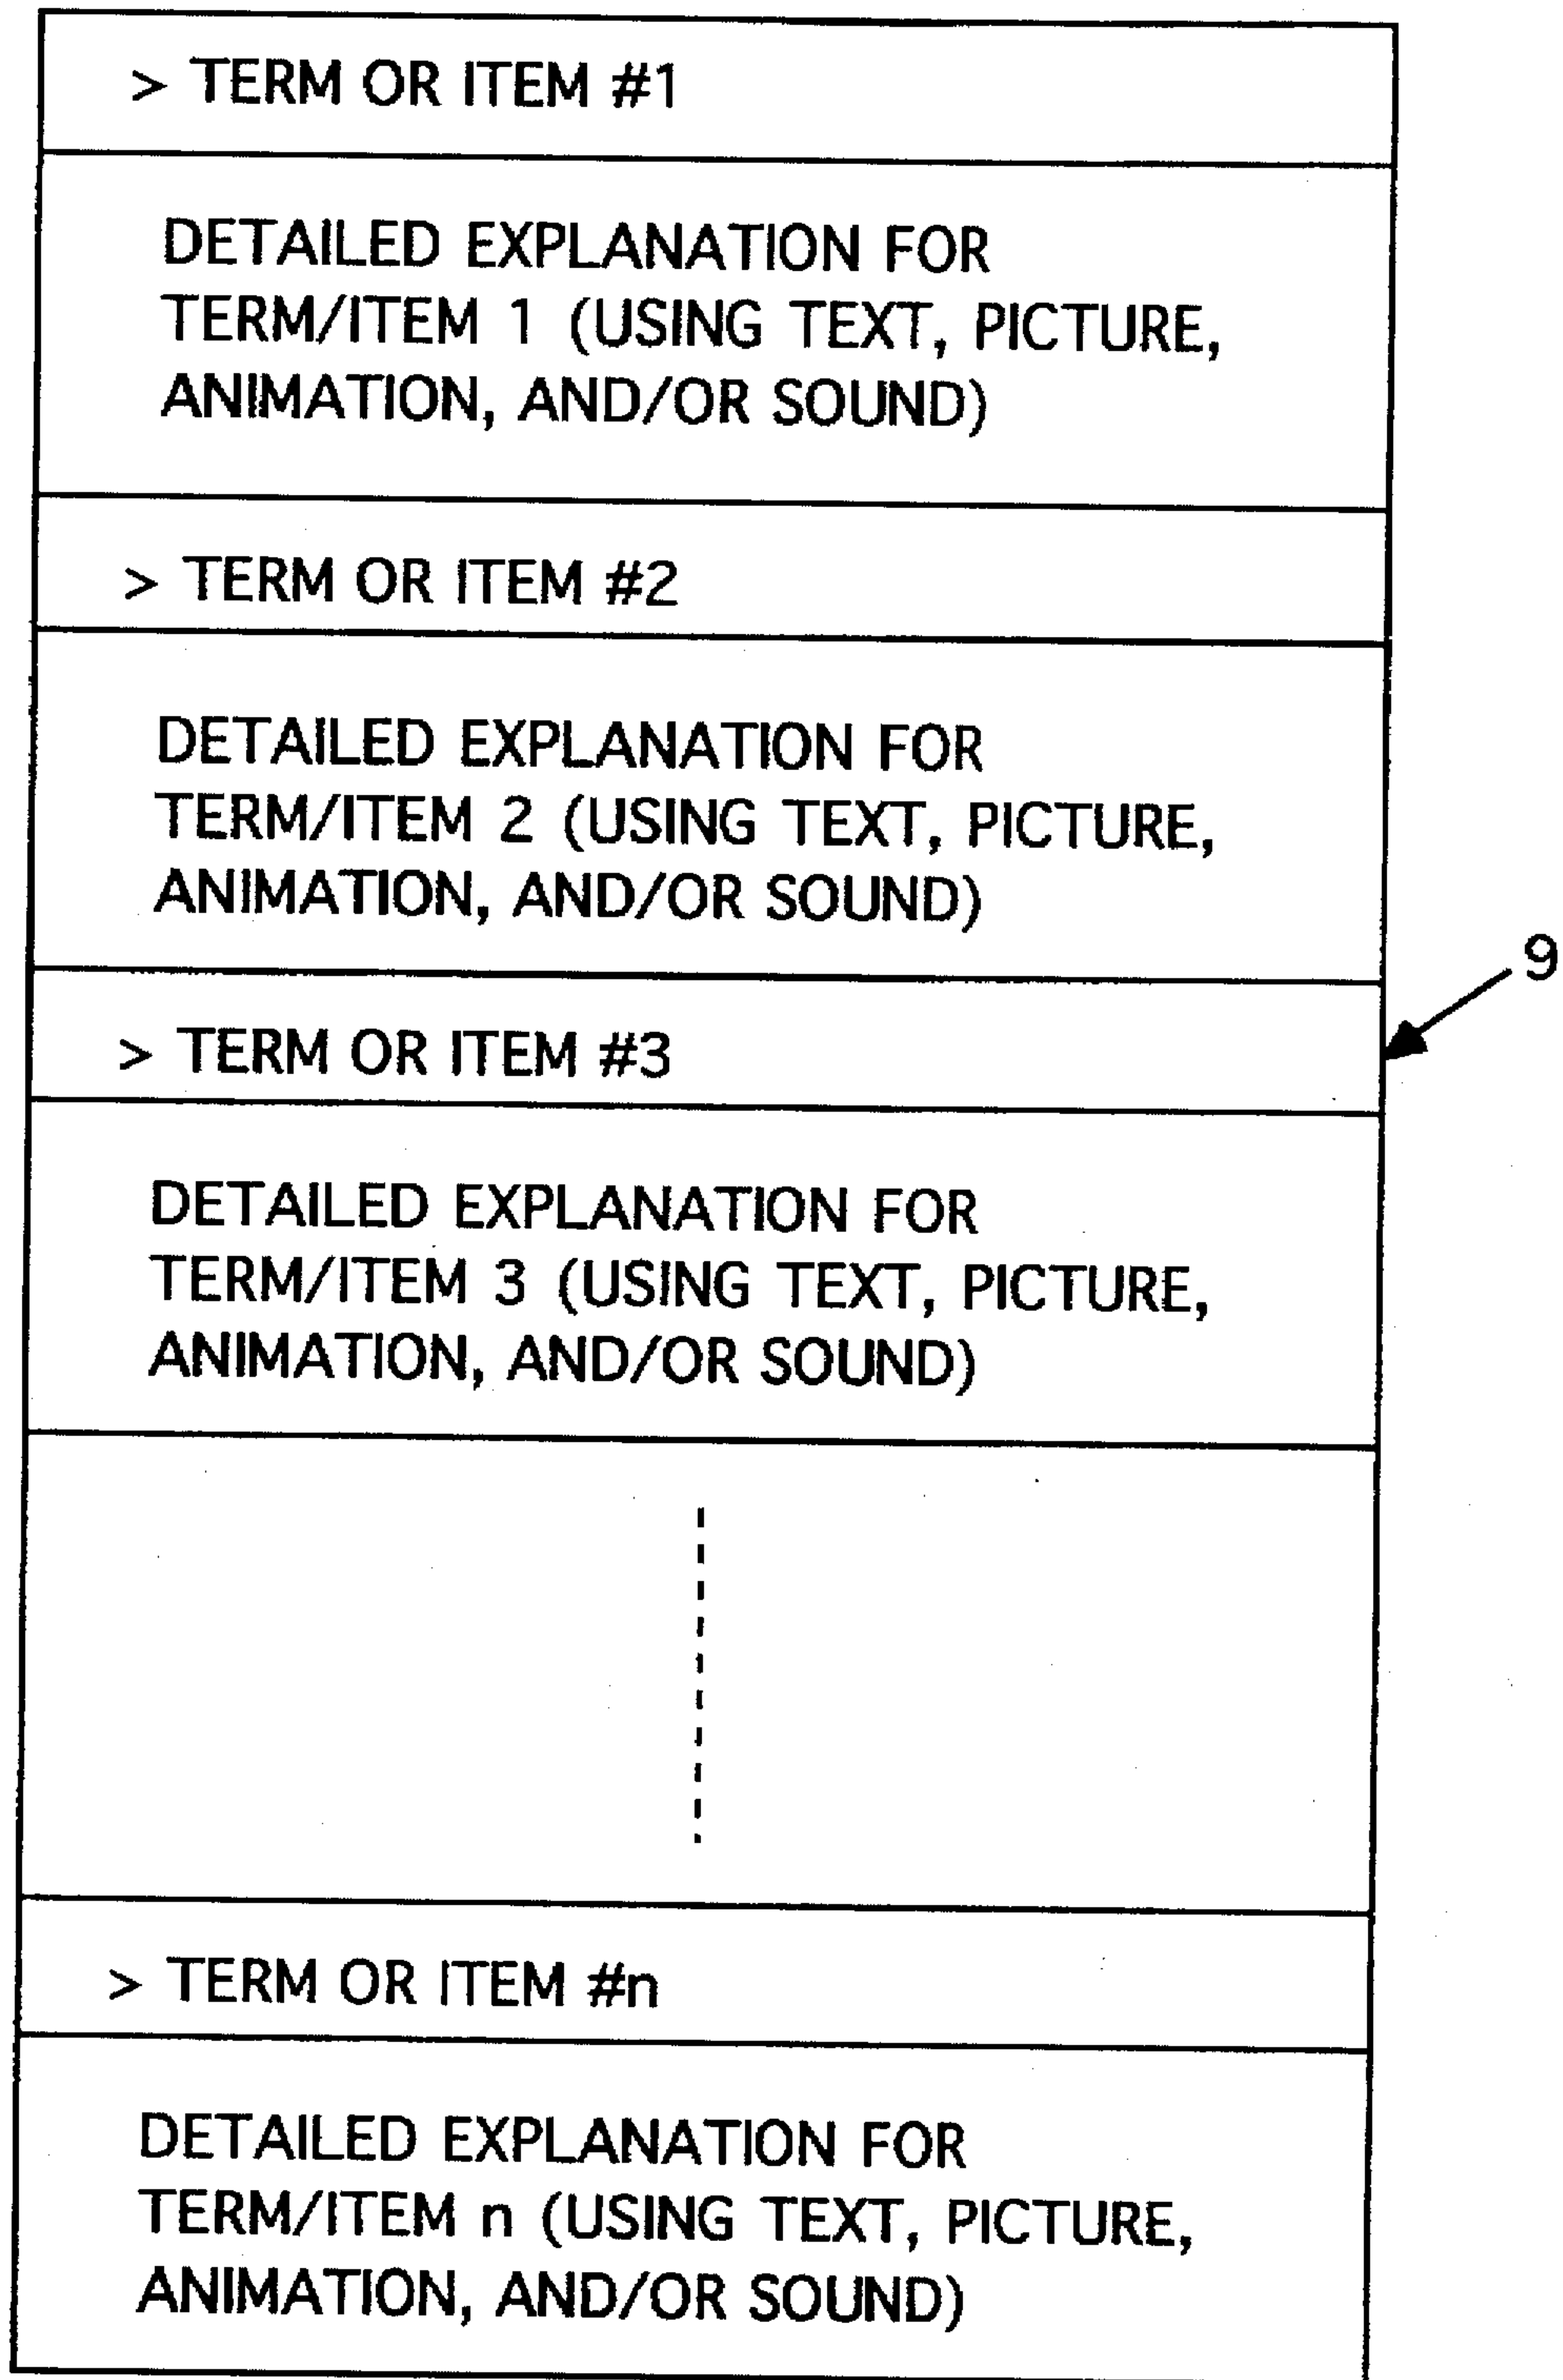 > TERM OR ITEM #1
DETAILED EXPLANATION FOR
TERM/ITEM 1 (USING TEXT, PICTURE,
ANIMATION, AND/OR SOUND)
> TERM OR ITEM #2
DETAILED EXPLANATION FOR
TERM/ITEM 2 (USING TEXT, PICTURE,
ANIMATION, AND/OR SOUND)
9
> TERM OR ITEM #3
DETAILED EXPLANATION FOR
TERM/ITEM 3 (USING TEXT, PICTURE,
ANIMATION, AND/OR SOUND)
> TERM OR ITEM #n
DETAILED EXPLANATION FOR
TERM/ITEM n (USING TEXT, PICTURE,
ANIMATION, AND/OR SOUND)